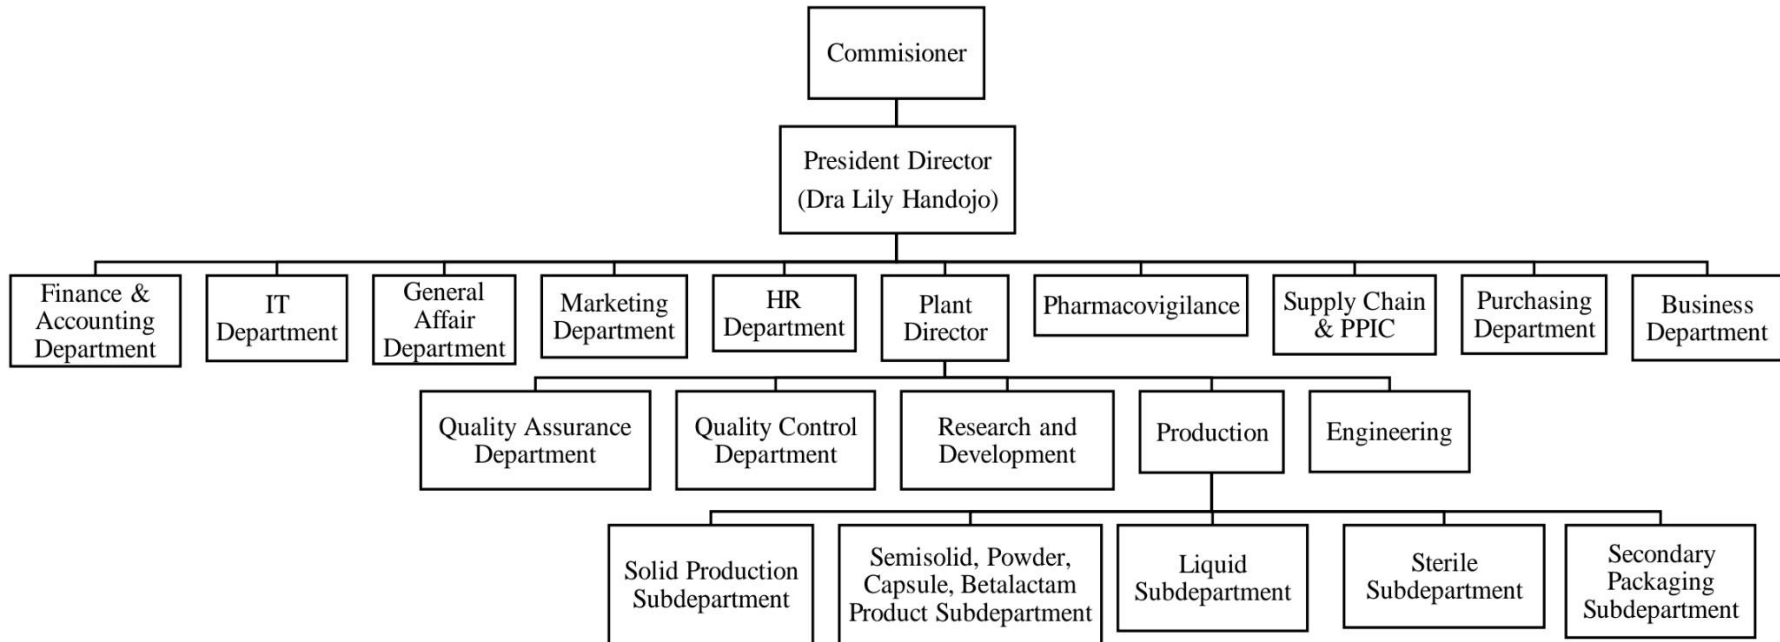 Commisioner
President Director
(Dra Lily Handojo)
Finance &
Accounting
Department
IT
Department
General
Affair
Department
Marketing
Department
HR
Department
Plant
Director
Pharmacovigilance
Supply Chain
& PPIC
Purchasing
Department
Business
Department
Quality Assurance
Department
Quality Control
Department
Research and
Development
Production
Engineering
Solid Production
Subdepartment
Semisolid, Powder,
Capsule, Betalactam
Product Subdepartment
Liquid
Subdepartment
Sterile
Subdepartment
Secondary
Packaging
Subdepartment